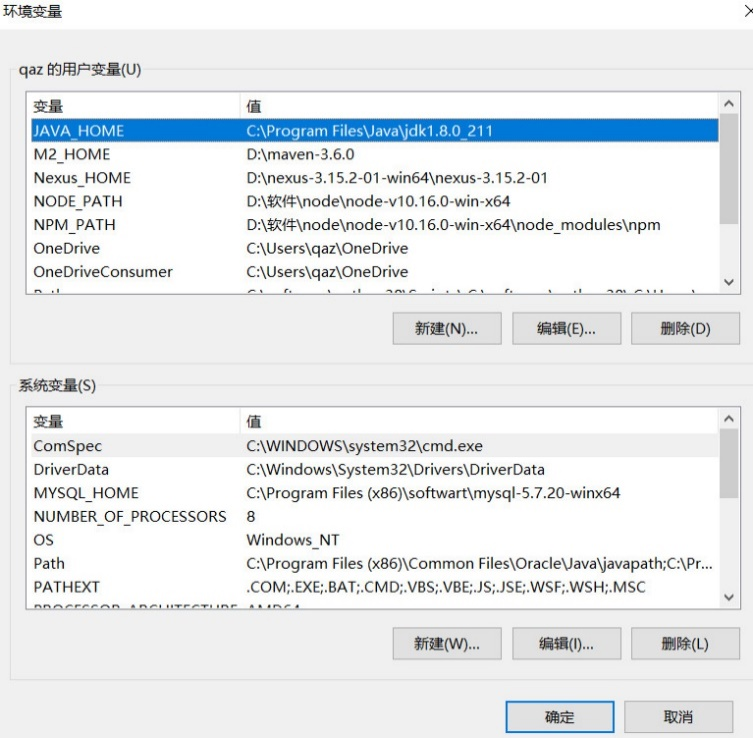 环境变量
qaz 的用户变量(U)
变量 值
JAVA_HOME C:\Program Files\Java\jdk1.8.0_211
M2_HOME D:\maven-3.6.0
Nexus_HOME D:\nexus-3.15.2-01-win64\nexus-3.15.2-01
NODE_PATH D:\软件\node\node-v10.16.0-win-x64
NPM_PATH D:\软件\node\node-v10.16.0-win-x64\node_modules\npm
OneDrive C:\Users\qaz\OneDrive
OneDriveConsumer C:\Users\qaz\OneDrive
新建(N)... 编辑(E)... 删除(D)
系统变量(S)
变量 值
ComSpec C:\WINDOWS\system32\cmd.exe
DriverData C:\Windows\System32\Drivers\DriverData
MYSQL_HOME C:\Program Files (x86)\softwart\mysql-5.7.20-winx64
NUMBER_OF_PROCESSORS 8
OS Windows_NT
Path C:\Program Files (x86)\Common Files\Oracle\Java\javapath;C:\Pr...
PATHEXT .COM;.EXE;.BAT;.CMD;.VBS;.VBE;.JS;.JSE;.WSF;.WSH;.MSC
PROCESSOR_ARCHITECTURE AMD64
新建(W)... 编辑(I)... 删除(L)
确定 取消